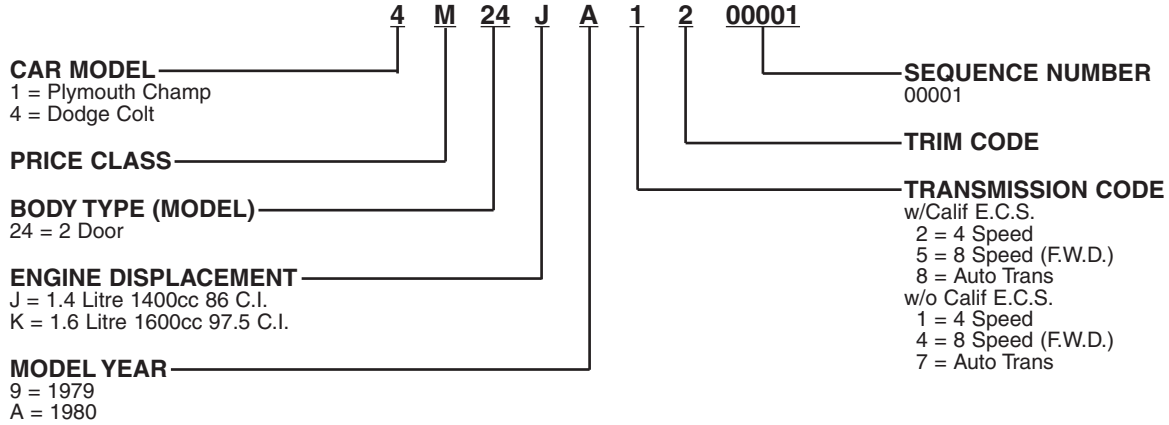 4 M 24 J A 1 2 00001
CAR MODEL
1 = Plymouth Champ
4 = Dodge Colt
PRICE CLASS
BODY TYPE (MODEL)
24 = 2 Door
ENGINE DISPLACEMENT
J = 1.4 Litre 1400cc 86 C.I.
K = 1.6 Litre 1600cc 97.5 C.I.
MODEL YEAR
9 = 1979
A = 1980
SEQUENCE NUMBER
00001
TRIM CODE
TRANSMISSION CODE
w/Calif E.C.S.
2 = 4 Speed
5 = 8 Speed (F.W.D.)
8 = Auto Trans
w/o Calif E.C.S.
1 = 4 Speed
4 = 8 Speed (F.W.D.)
7 = Auto Trans